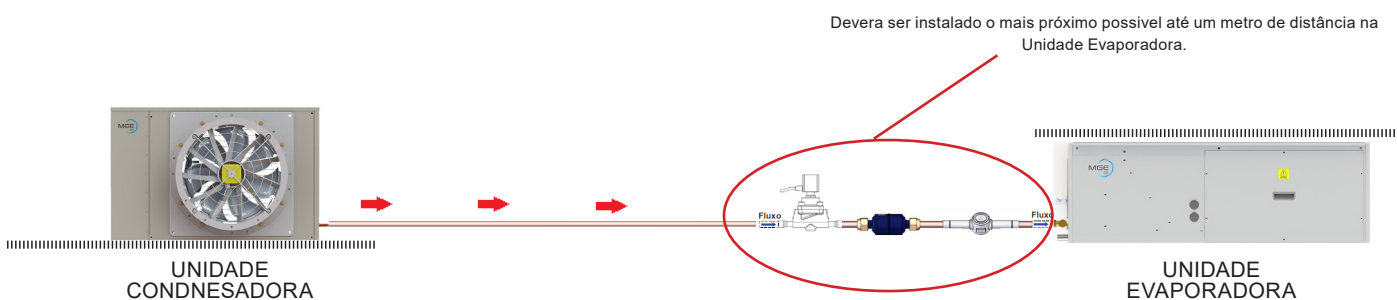 Devera ser instalado o mais próximo possivel até um metro de distância na
Unidade Evaporadora.
MGE
MGE
Fluxo
Fluxo
UNIDADE
CONDNESADORA
UNIDADE
EVAPORADORA